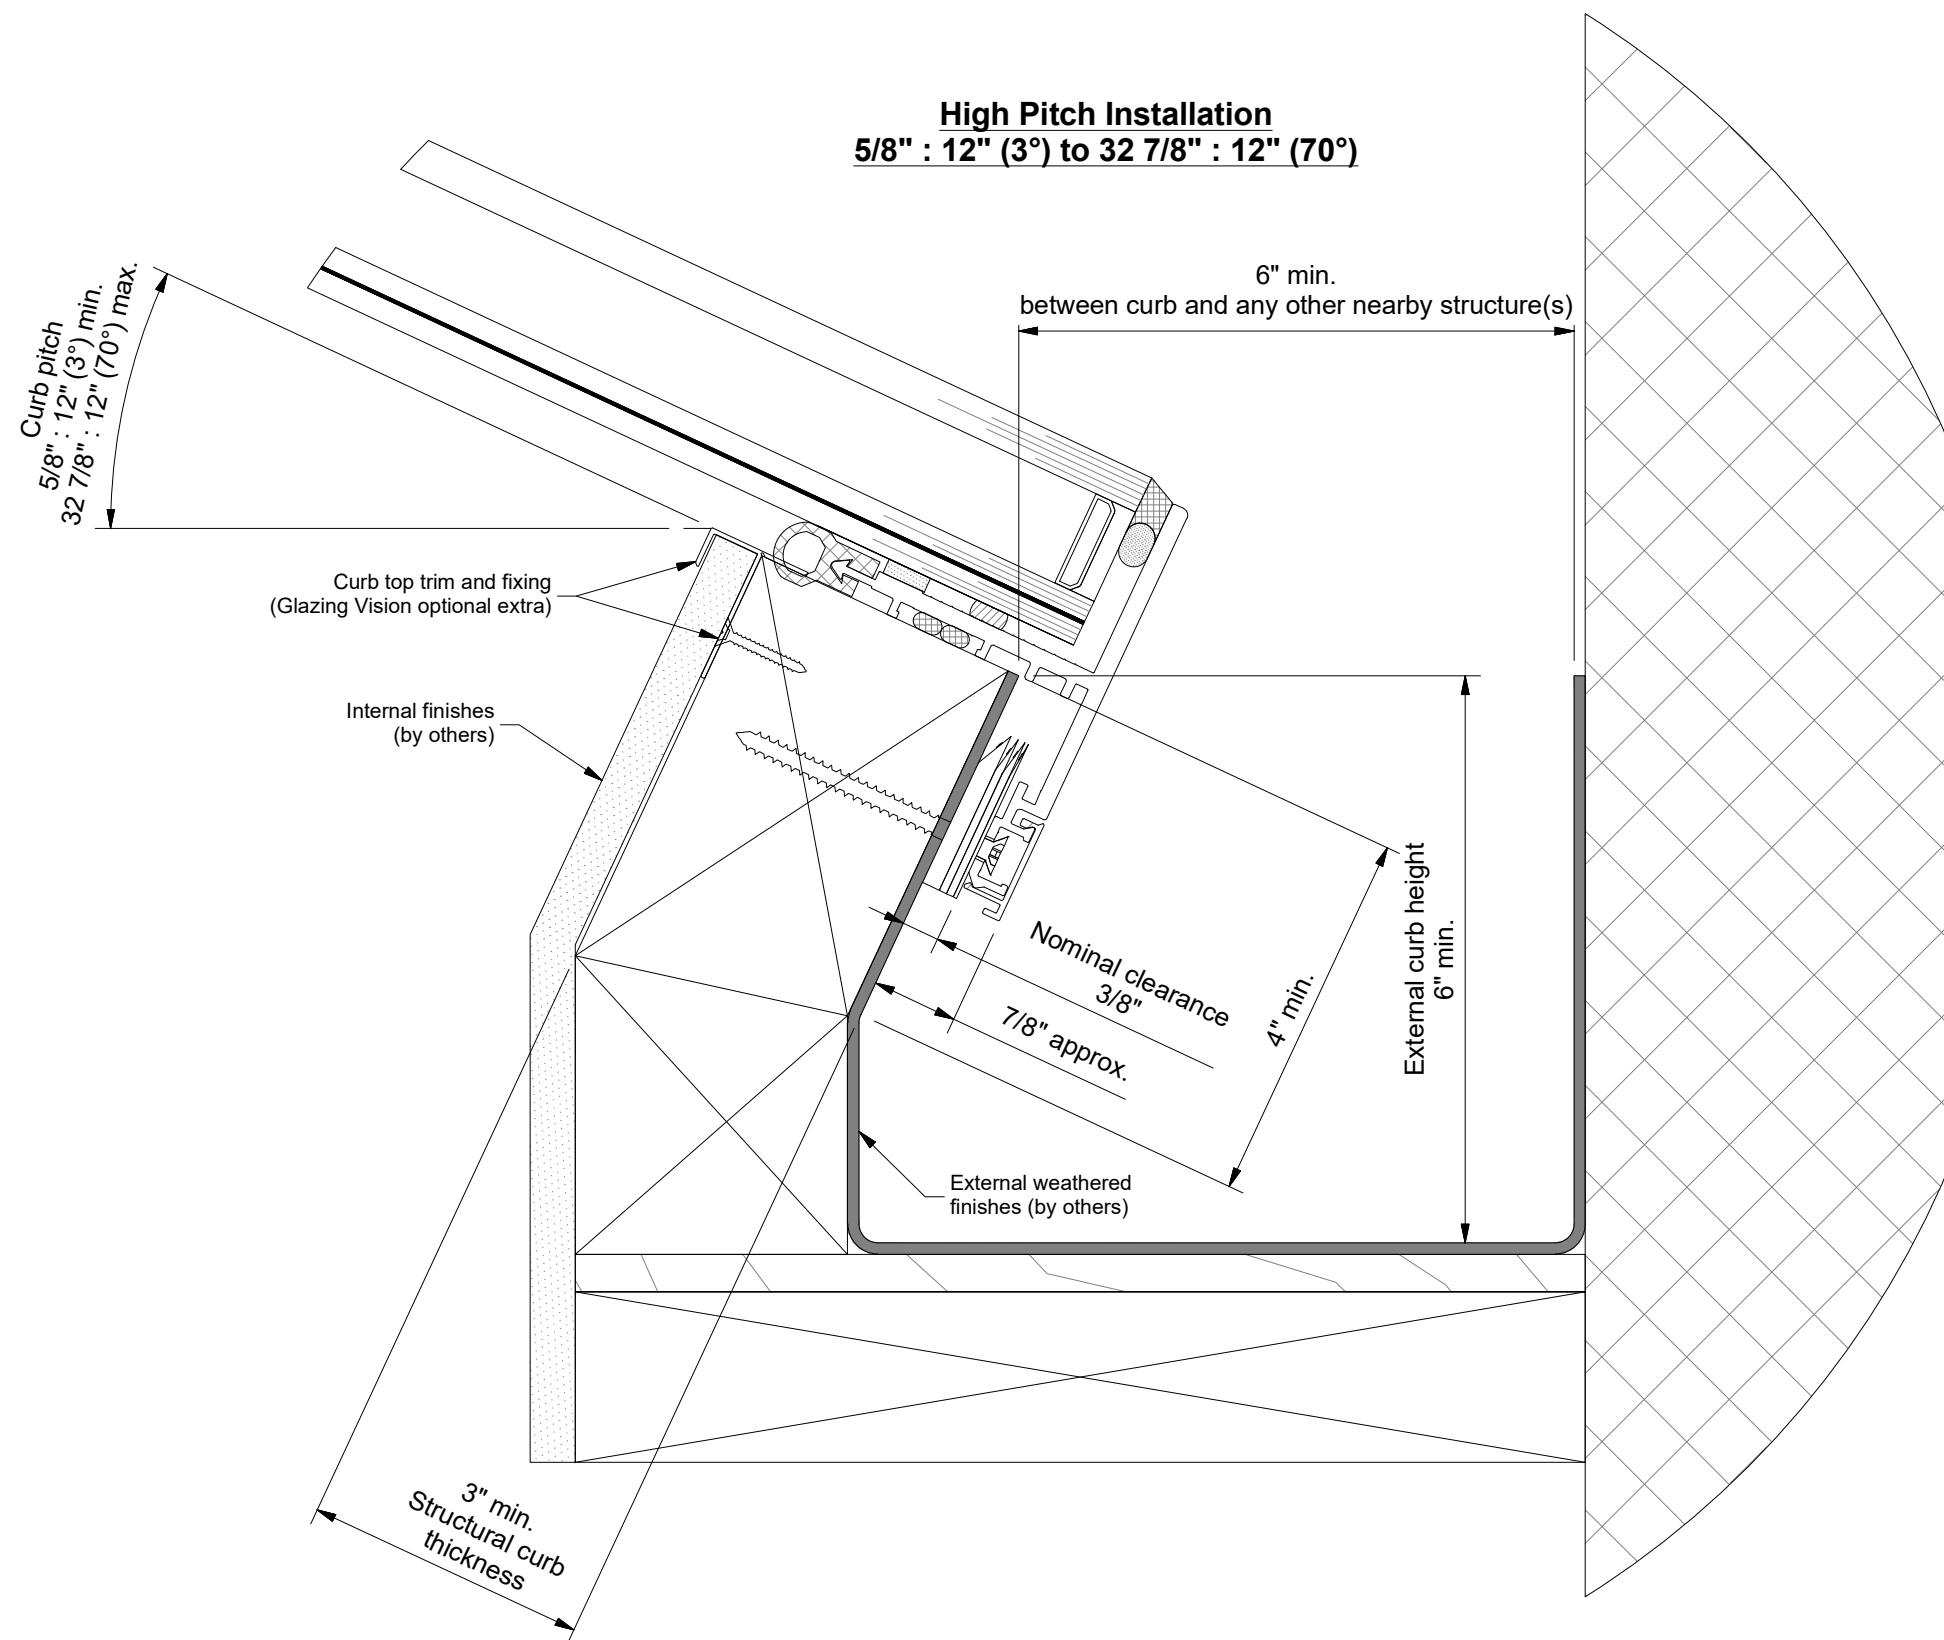 High Pitch Installation
5/8" : 12" (3°) to 32 7/8" : 12" (70°)
6" min.
between curb and any other nearby structure(s)
Curb pitch
5/8" : 12" (3°) min.
32 7/8" : 12" (70°) max.
Curb top trim and fixing
(Glazing Vision optional extra)
Internal finishes
(by others)
Nominal clearance
3/8"
7/8" approx.
4" min.
External curb height
6" min.
External weathered
finishes (by others)
3" min.
Structural curb
thickness